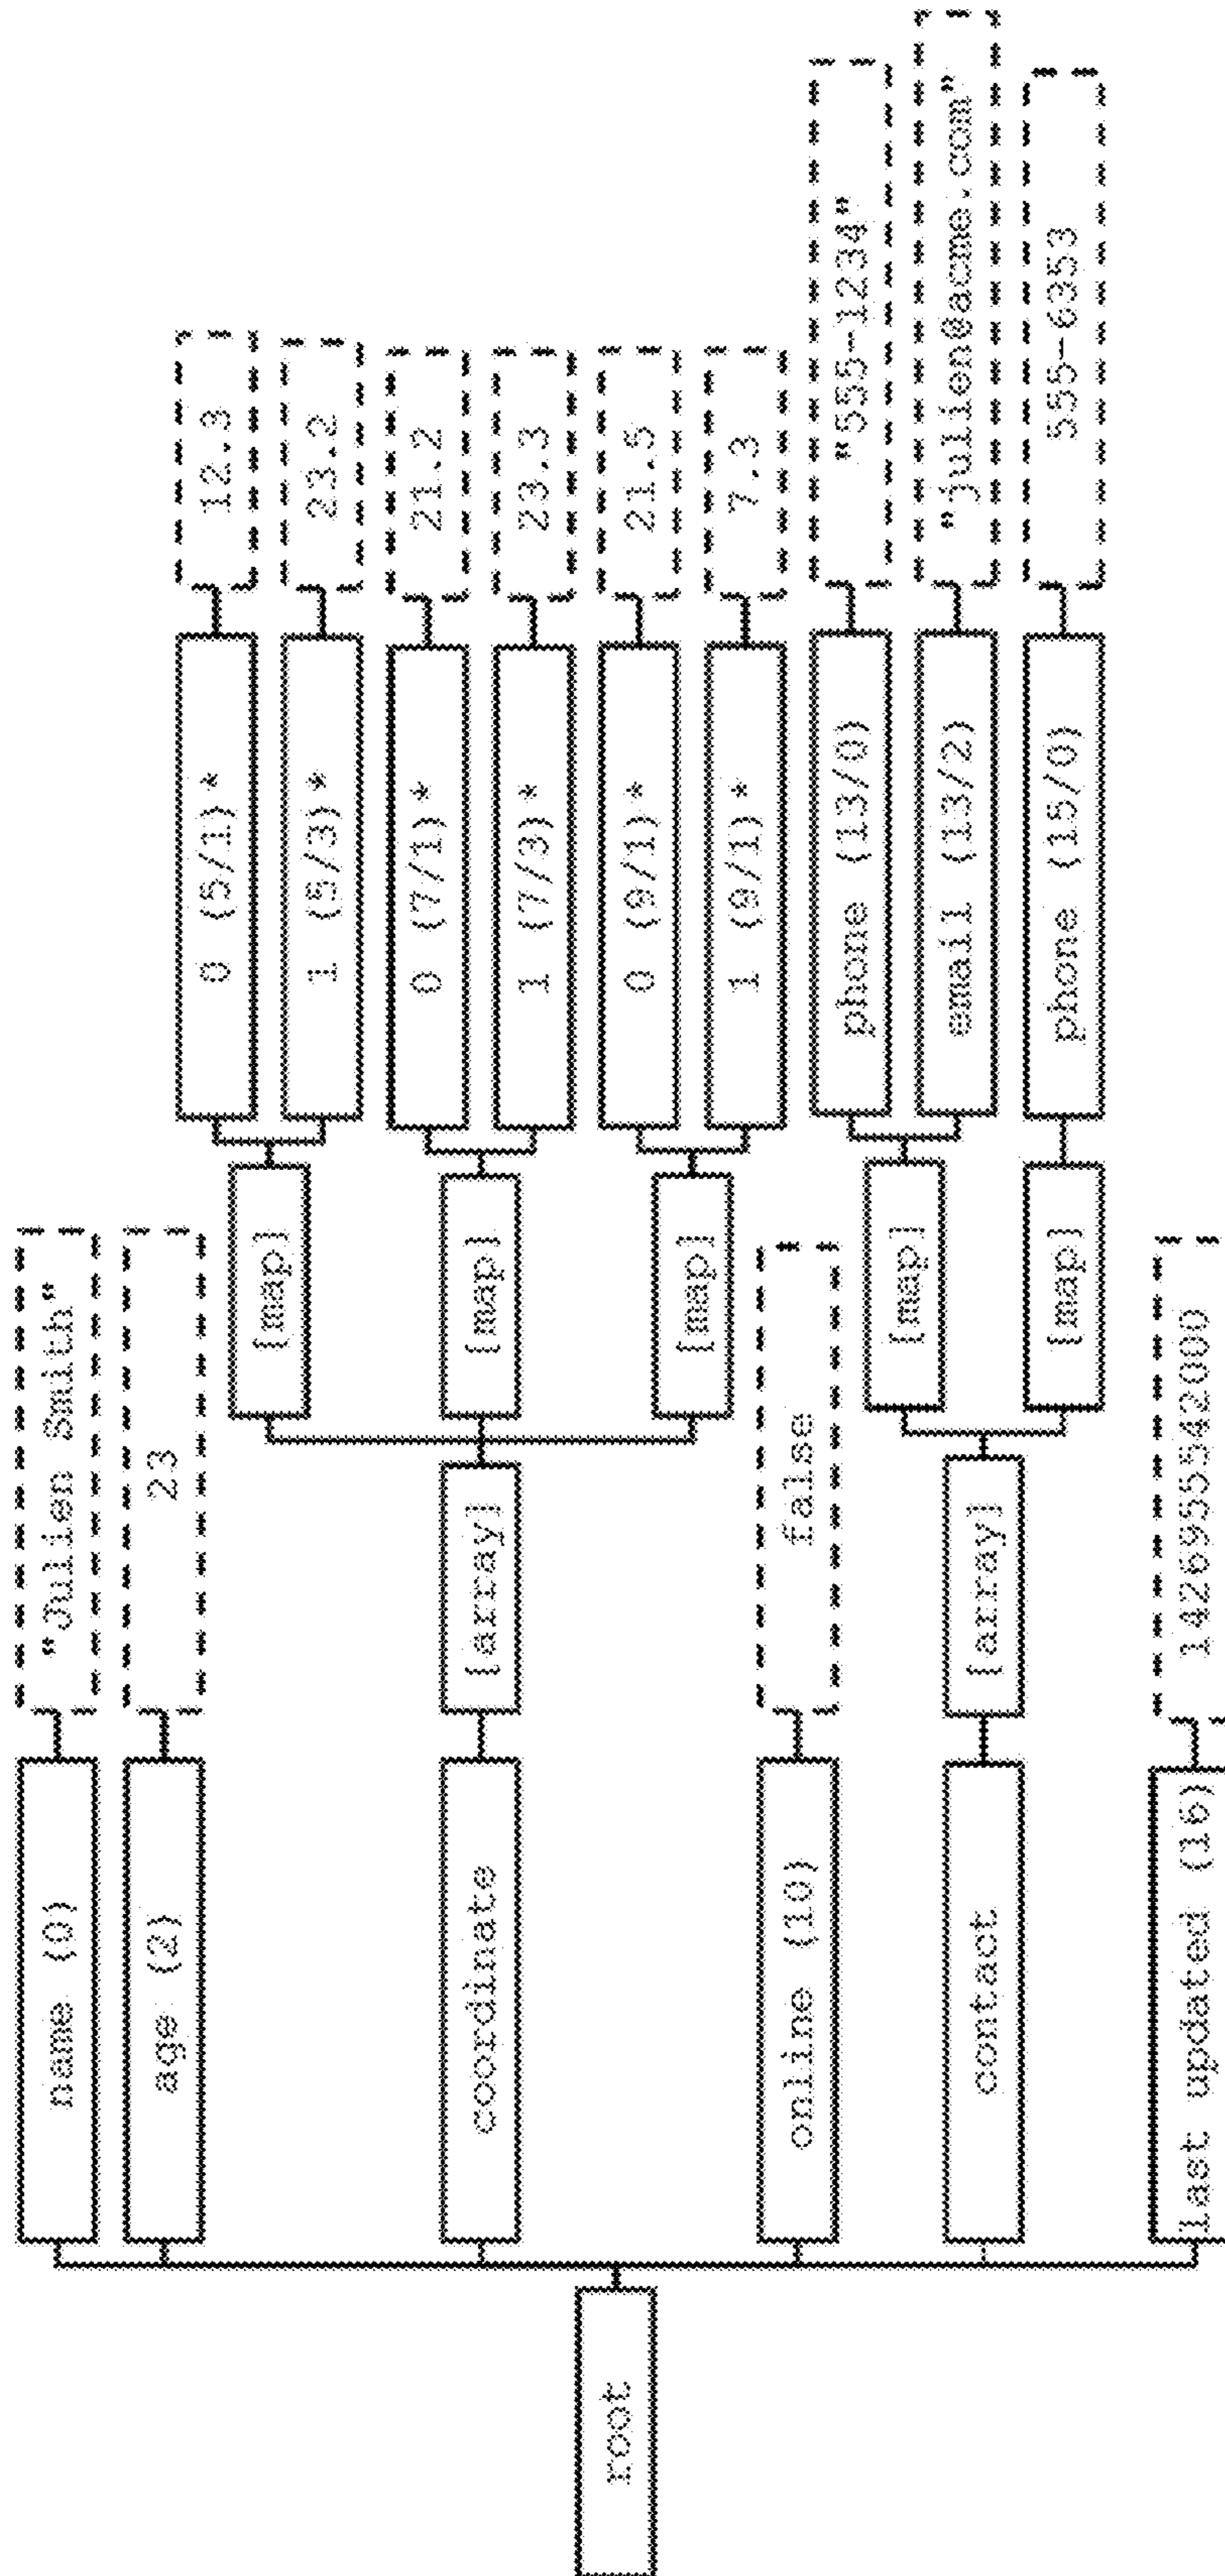 root
name (0)
"Julien Smith"
age (2)
23
coordinate
[array]
[map]
0 (5/1)*
12.3
1 (5/3)*
23.2
[map]
0 (7/1)*
21.2
1 (7/3)*
23.3
[map]
0 (9/1)*
21.5
1 (9/1)*
7.3
online (10)
false
contact
[array]
[map]
phone (13/0)
"555-1234"
email (13/2)
"julien@acme.com"
[map]
phone (15/0)
555-6353
last updated (16)
1426955542000